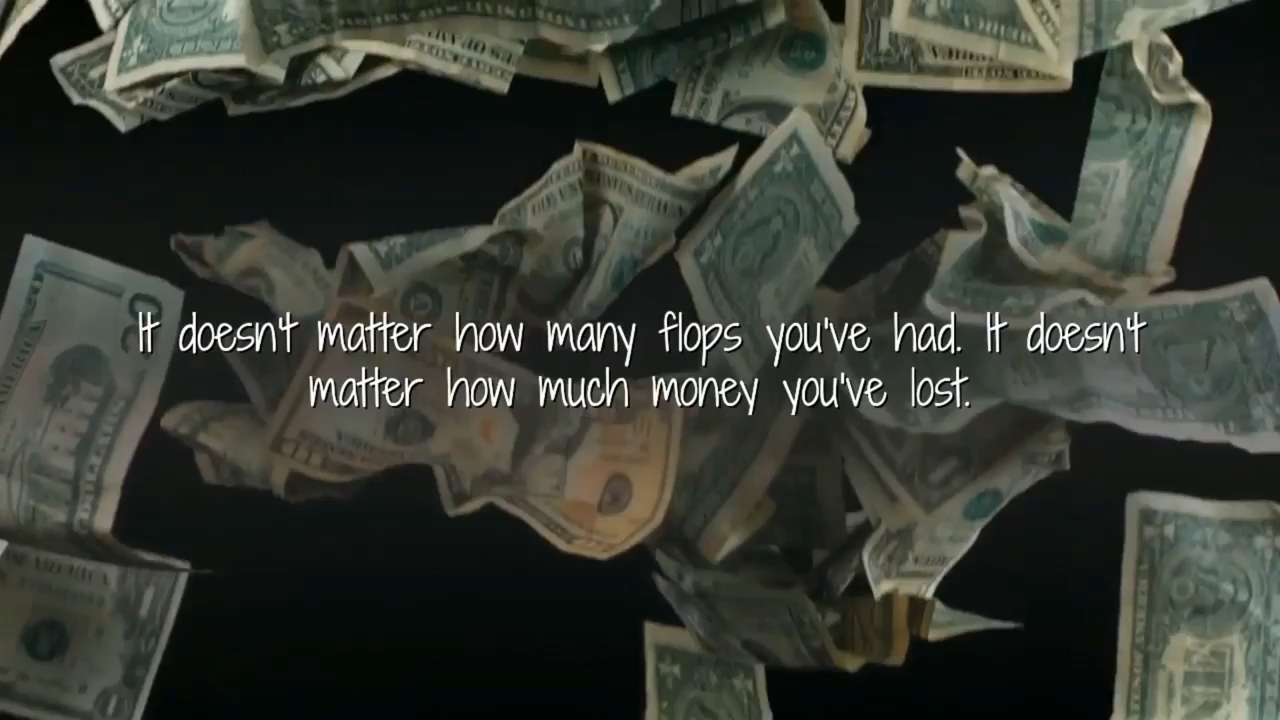 It doesn't matter how many flops you've had. It doesn't
matter how much money you've lost.